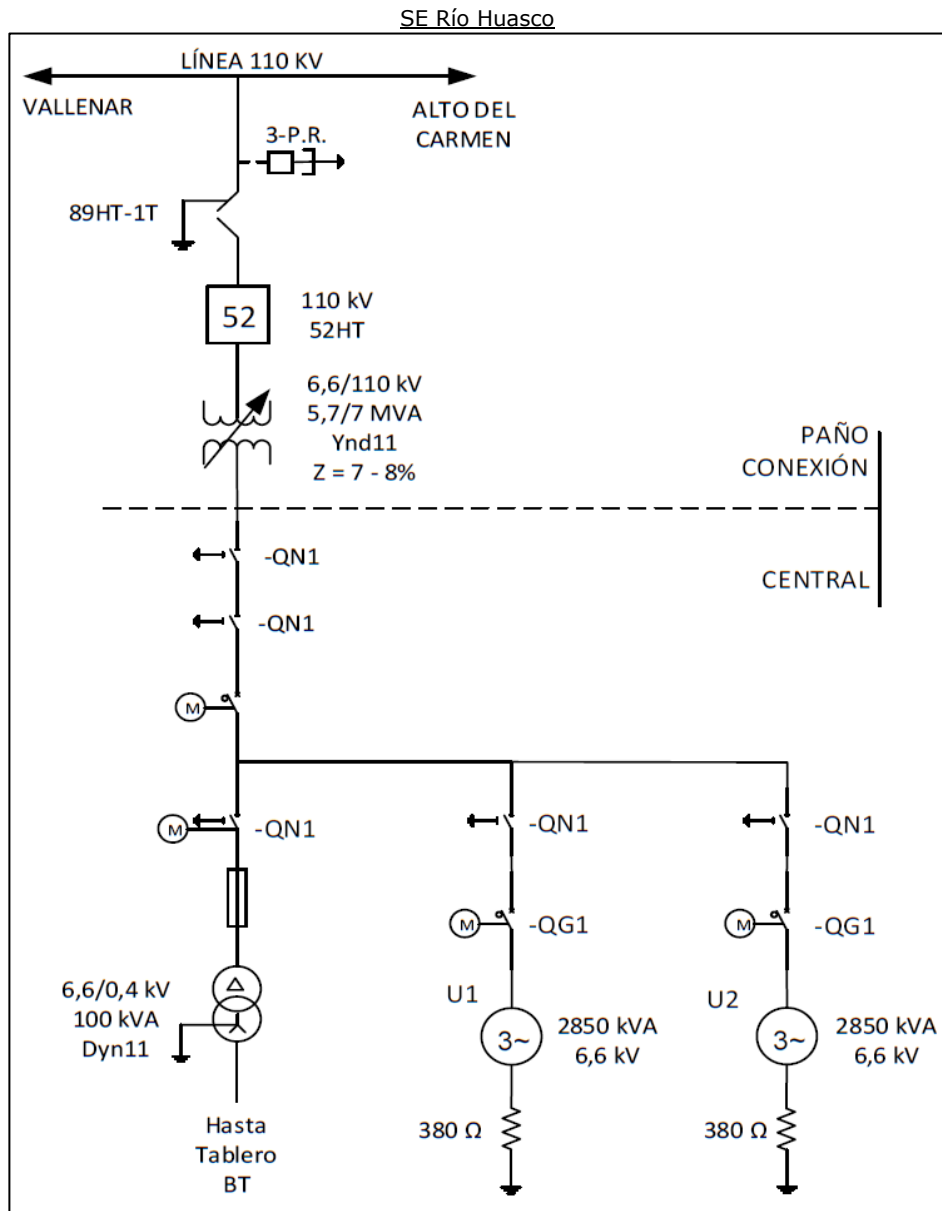 SE Río Huasco
LÍNEA 110 KV
VALLENAR
ALTO DEL
CARMEN
3-P.R.
89HT-1T
52
110 kV
52HT
6,6/110 kV
5,7/7 MVA
Ynd11
Z = 7 - 8%
PAÑO
CONEXIÓN
CENTRAL
-QN1
-QN1
M
M
-QN1
-QN1
-QN1
M
-QG1
M
-QG1
6,6/0,4 kV
100 kVA
Dyn11
U1
3~
2850 kVA
6,6 kV
U2
3~
2850 kVA
6,6 kV
380 Ω
380 Ω
Hasta
Tablero
BT